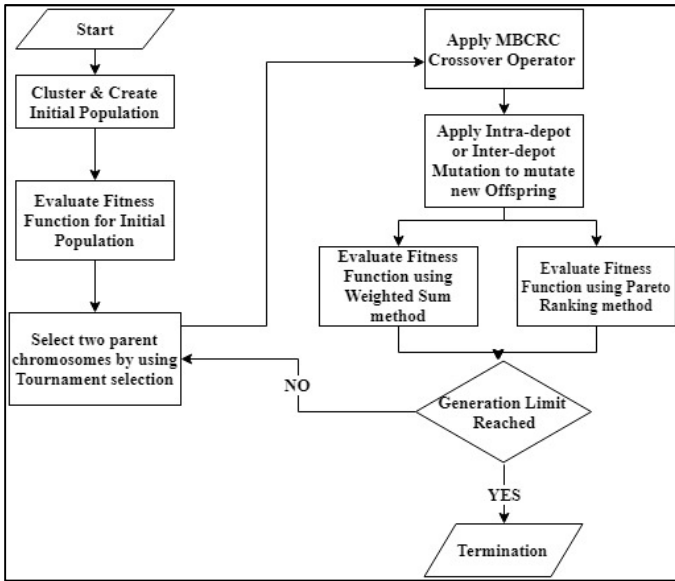 Start
Cluster & Create
Initial Population
Evaluate Fitness
Function for Initial
Population
Select two parent
chromosomes by using
Tournament selection
Apply MBCRC
Crossover Operator
Apply Intra-depot
or Inter-depot
Mutation to mutate
new Offspring
Evaluate Fitness
Function using
Weighted Sum
method
Evaluate Fitness
Function using Pareto
Ranking method
Generation Limit
Reached
NO
YES
Termination